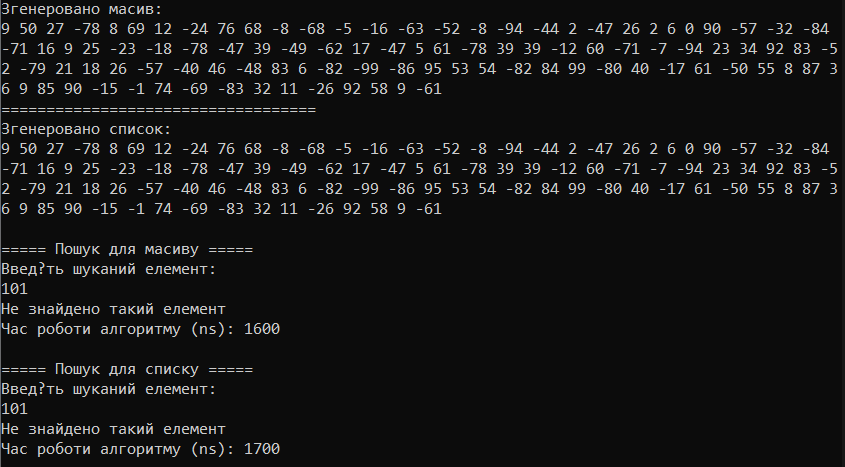 Згенеровано масив:
9 50 27 -78 8 69 12 -24 76 68 -8 -68 -5 -16 -63 -52 -8 -94 -44 2 -47 26 2 6 0 90 -57 -32 -84
-71 16 9 25 -23 -18 -78 -47 39 -49 -62 17 -47 5 61 -78 39 39 -12 60 -71 -7 -94 23 34 92 83 -5
2 -79 21 18 26 -57 -40 46 -48 83 6 -82 -99 -86 95 53 54 -82 84 99 -80 40 -17 61 -50 55 8 87 3
6 9 85 90 -15 -1 74 -69 -83 32 11 -26 92 58 9 -61
===================================
Згенеровано список:
9 50 27 -78 8 69 12 -24 76 68 -8 -68 -5 -16 -63 -52 -8 -94 -44 2 -47 26 2 6 0 90 -57 -32 -84
-71 16 9 25 -23 -18 -78 -47 39 -49 -62 17 -47 5 61 -78 39 39 -12 60 -71 -7 -94 23 34 92 83 -5
2 -79 21 18 26 -57 -40 46 -48 83 6 -82 -99 -86 95 53 54 -82 84 99 -80 40 -17 61 -50 55 8 87 3
6 9 85 90 -15 -1 74 -69 -83 32 11 -26 92 58 9 -61
===== Пошук для масиву =====
Введ?ть шуканий елемент:
101
Не знайдено такий елемент
Час роботи алгоритму (ns): 1600
===== Пошук для списку =====
Введ?ть шуканий елемент:
101
Не знайдено такий елемент
Час роботи алгоритму (ns): 1700